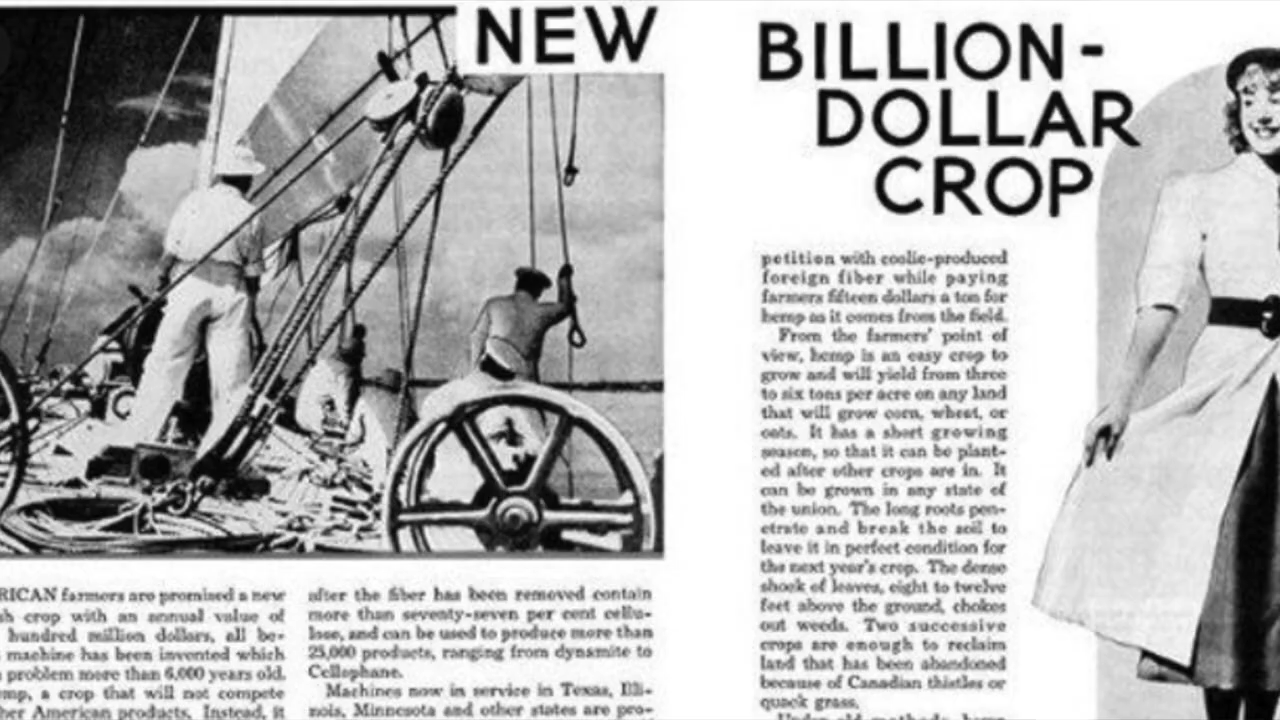 NEW
BILLION-
DOLLAR
CROP
RICAN farmers are promised a new
sh crop with an annual value of
hundred million dollars, all be-
machine has been invented which
problem more than 6,000 years old.
emp, a crop that will not compete
her American products. Instead, it
after the fiber has been removed contain
more than seventy-seven per cent cellu-
lose, and can be used to produce more than
25,000 products, ranging from dynamite to
Cellophane.
Machines now in service in Texas, Illi-
nois, Minnesota and other states are pro-
petition with coolie-produced
foreign fiber while paying
farmers fifteen dollars a ton for
hemp as it comes from the field.
From the farmers' point of
view, hemp is an easy crop to
grow and will yield from three
to six tons per acre on any land
that will grow corn, wheat, or
oats. It has a short growing
season, so that it can be plant-
ed after other crops are in. It
can be grown in any state of
the union. The long roots pen-
etrate and break the soil to
leave it in perfect condition for
the next year's crop. The dense
shock of leaves, eight to twelve
feet above the ground, chokes
out weeds. Two successive
crops are enough to reclaim
land that has been abandoned
because of Canadian thistles or
quack grass.
Under old methods, hemp